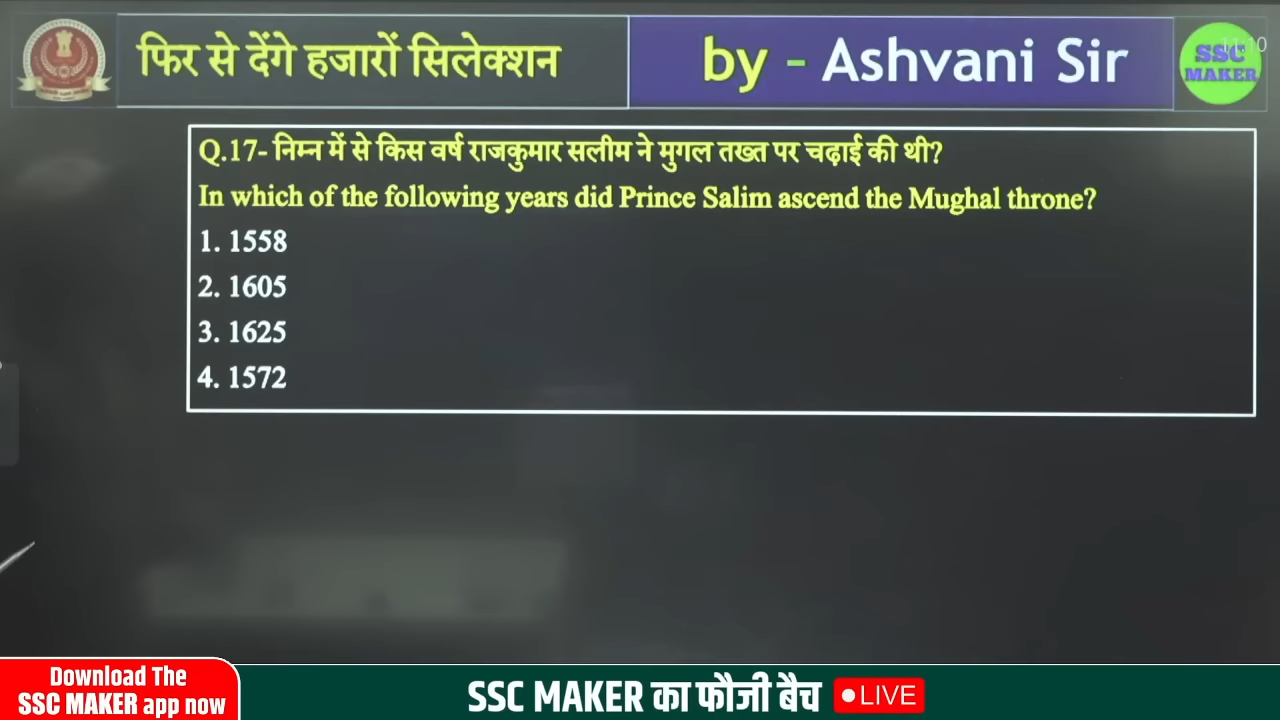 फिर से देंगे हजारों सिलेक्शन
by - Ashvani Sir
SSC
MAKER
11:10
Q.17- निम्न में से किस वर्ष राजकुमार सलीम ने मुगल तख्त पर चढ़ाई की थी?
In which of the following years did Prince Salim ascend the Mughal throne?
1. 1558
2. 1605
3. 1625
4. 1572
Download The
SSC MAKER app now
SSC MAKER का फौजी बैच
LIVE